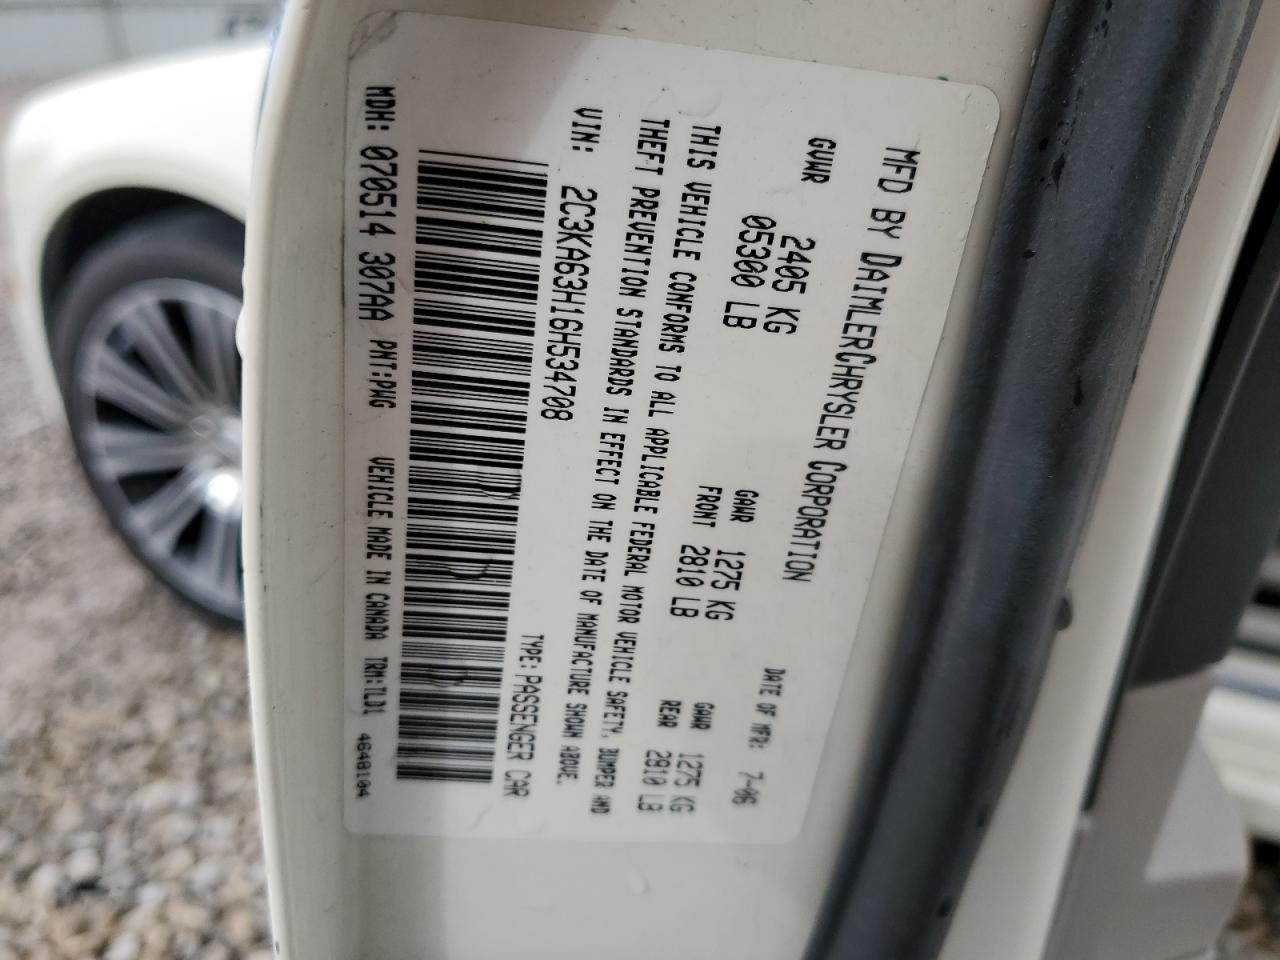 MFD BY DAIMLERCHRYSLER CORPORATION
DATE OF MFR: 7-06
GVWR 2405 KG
05300 LB
GAWR FRONT 1275 KG
2810 LB
GAWR REAR 1275 KG
2810 LB
THIS VEHICLE CONFORMS TO ALL APPLICABLE FEDERAL MOTOR VEHICLE SAFETY, BUMPER AND
THEFT PREVENTION STANDARDS IN EFFECT ON THE DATE OF MANUFACTURE SHOWN ABOVE.
VIN: 2C3KA63H16H534708
TYPE: PASSENGER CAR
MDH: 070514 307AA PNT:PWG VEHICLE MADE IN CANADA TRM:TLD1 4648104